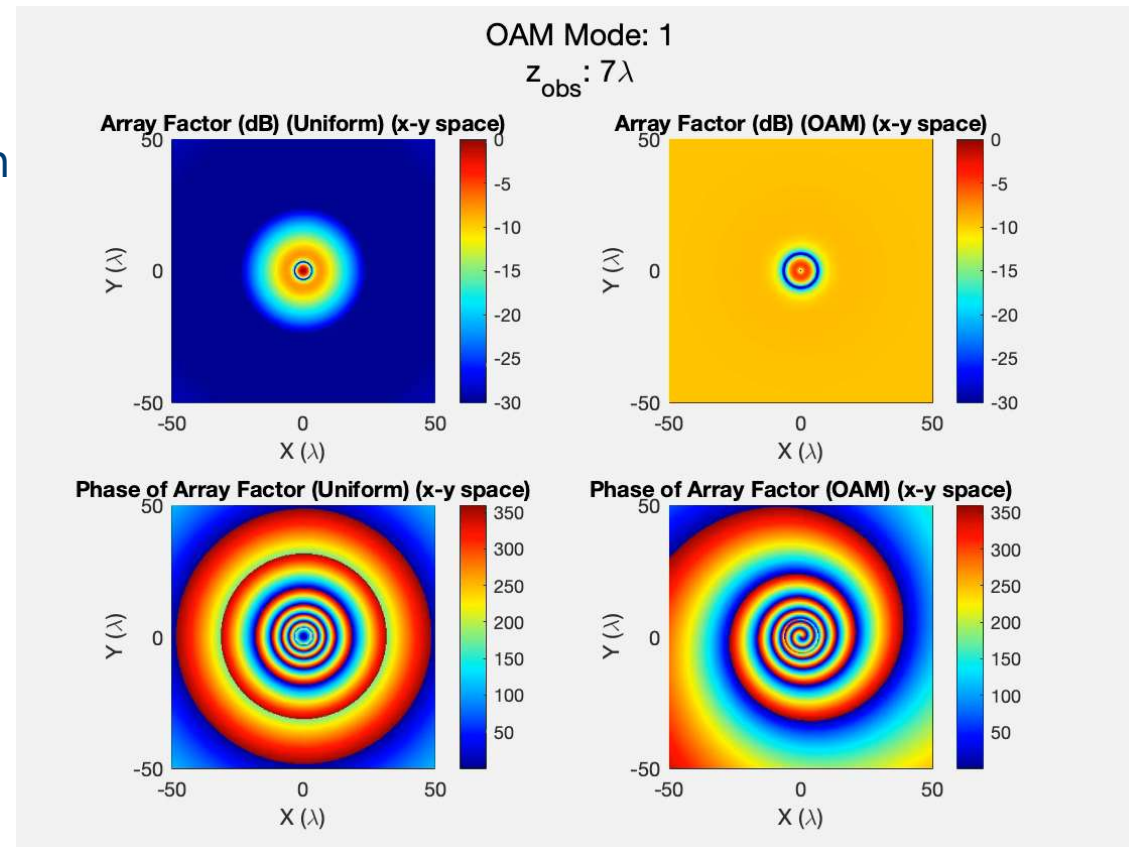 OAM Mode: 1
z_obs: 7λ
n
Array Factor (dB) (Uniform) (x-y space)
50
0
-50
Y (λ)
-50 0 50
X (λ)
0
-5
-10
-15
-20
-25
-30
Array Factor (dB) (OAM) (x-y space)
50
0
-50
Y (λ)
-50 0 50
X (λ)
0
-5
-10
-15
-20
-25
-30
Phase of Array Factor (Uniform) (x-y space)
50
0
-50
Y (λ)
-50 0 50
X (λ)
350
300
250
200
150
100
50
Phase of Array Factor (OAM) (x-y space)
50
0
-50
Y (λ)
-50 0 50
X (λ)
350
300
250
200
150
100
50